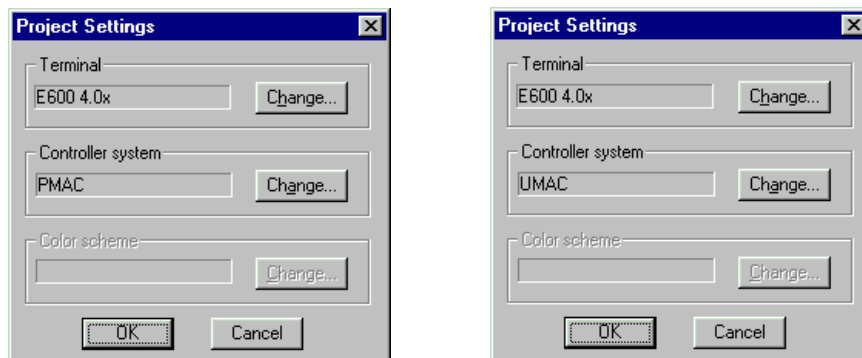 Project Settings
Terminal
E600 4.0x
Change...
Controller system
PMAC
Change...
Color scheme
Change...
OK
Cancel
Project Settings
Terminal
E600 4.0x
Change...
Controller system
UMAC
Change...
Color scheme
Change...
OK
Cancel